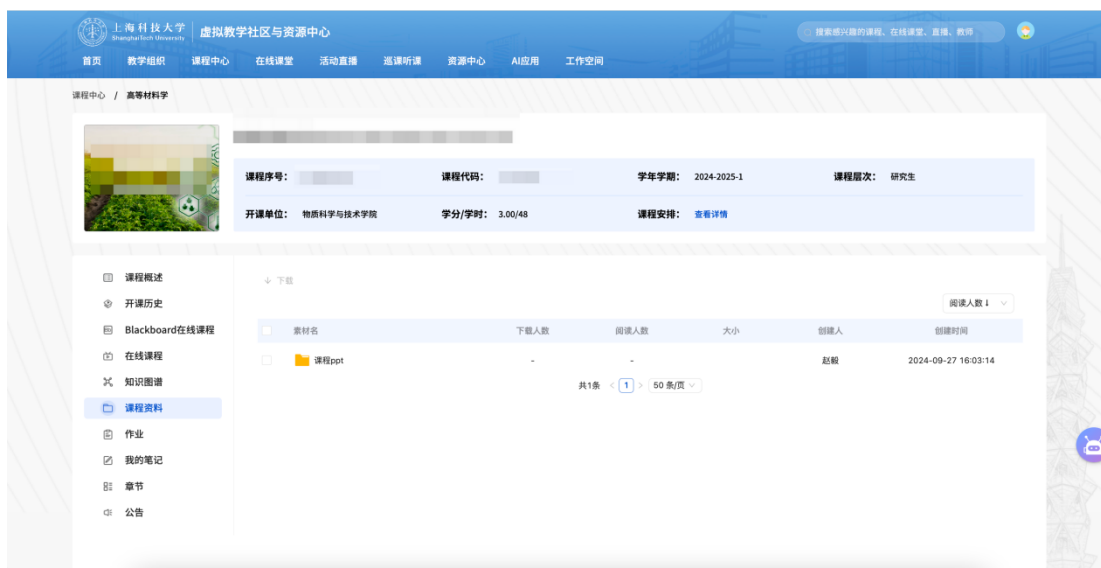 上海科技大学
ShanghaiTech University
虚拟教学社区与资源中心
搜索感兴趣的课程、在线课堂、直播、教师
首页 教学组织 课程中心 在线课堂 活动直播 巡课听课 资源中心 AI应用 工作空间
课程中心 / 高等材料学
课程序号： 课程代码： 学年学期： 2024-2025-1 课程层次： 研究生
开课单位： 物质科学与技术学院 学分/学时： 3.00/48 课程安排： 查看详情
课程概述
开课历史
Blackboard在线课程
在线课程
知识图谱
课程资料
作业
我的笔记
章节
公告
下载
阅读人数
素材名 下载人数 阅读人数 大小 创建人 创建时间
课程ppt - - 赵毅 2024-09-27 16:03:14
共1条 < 1 > 50 条/页